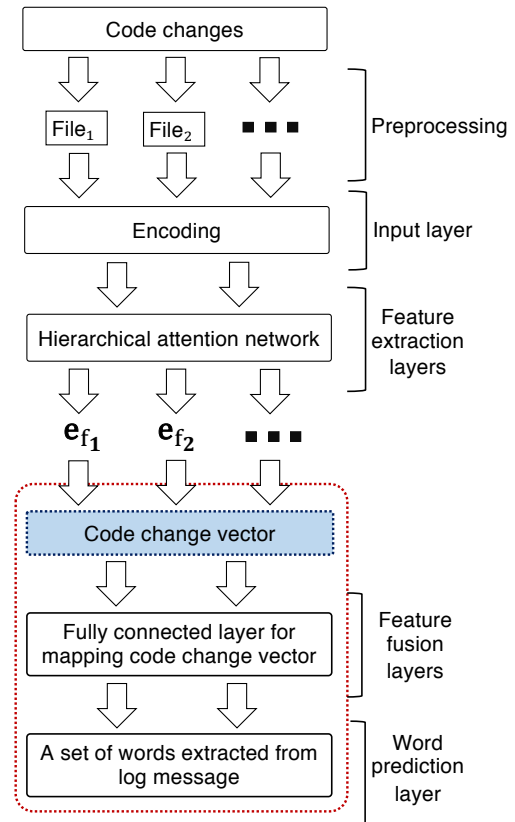 Code changes
File1
File2
Preprocessing
Encoding
Input layer
Hierarchical attention network
Feature
extraction
layers
ef1
ef2
Code change vector
Fully connected layer for
mapping code change vector
Feature
fusion
layers
A set of words extracted from
log message
Word
prediction
layer